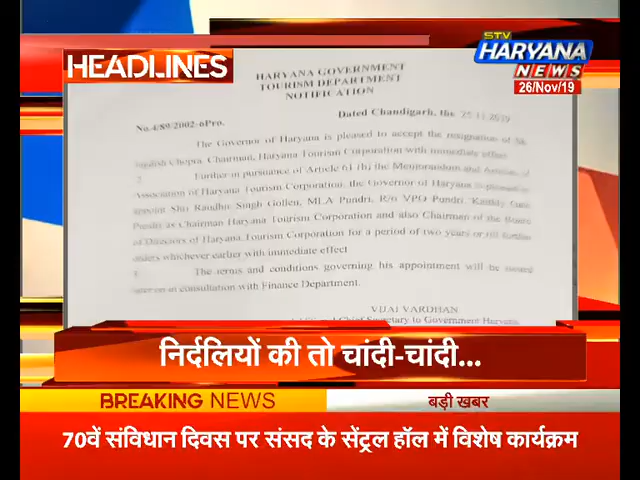 STV
HARYANA
NEWS
26/Nov/19
HEADLINES
HARYANA GOVERNMENT
TOURISM DEPARTMENT
NOTIFICATION
No.4/89/2002-6Pro. Dated Chandigarh, the
The Governor of Haryana is pleased to accept the resignation of Sh.
Chopra, Chairman, Haryana Tourism Corporation with immediate effect
2 Further in pursuance of Article 61 (h) the Memorandum and Articles of
Association of Haryana Tourism Corporation, the Governor of Haryana is pleased to
appoint Shri Randhir Singh Gollen, MLA Pundri, R/o VPO Pundri, Kaithly
Pundri as Chairman Haryana Tourism Corporation and also Chairman of the Board
of Directors of Haryana Tourism Corporation for a period of two years or till further
orders whichever earlier with immediate effect
The terms and conditions governing his appointment will be
in consultation with Finance Department.
VIJAI VARDHAN
Chief Secretary to Government Haryana
निर्दलियों की तो चांदी-चांदी...
BREAKING NEWS बड़ी खबर
70वें संविधान दिवस पर संसद के सेंट्रल हॉल में विशेष कार्यक्रम